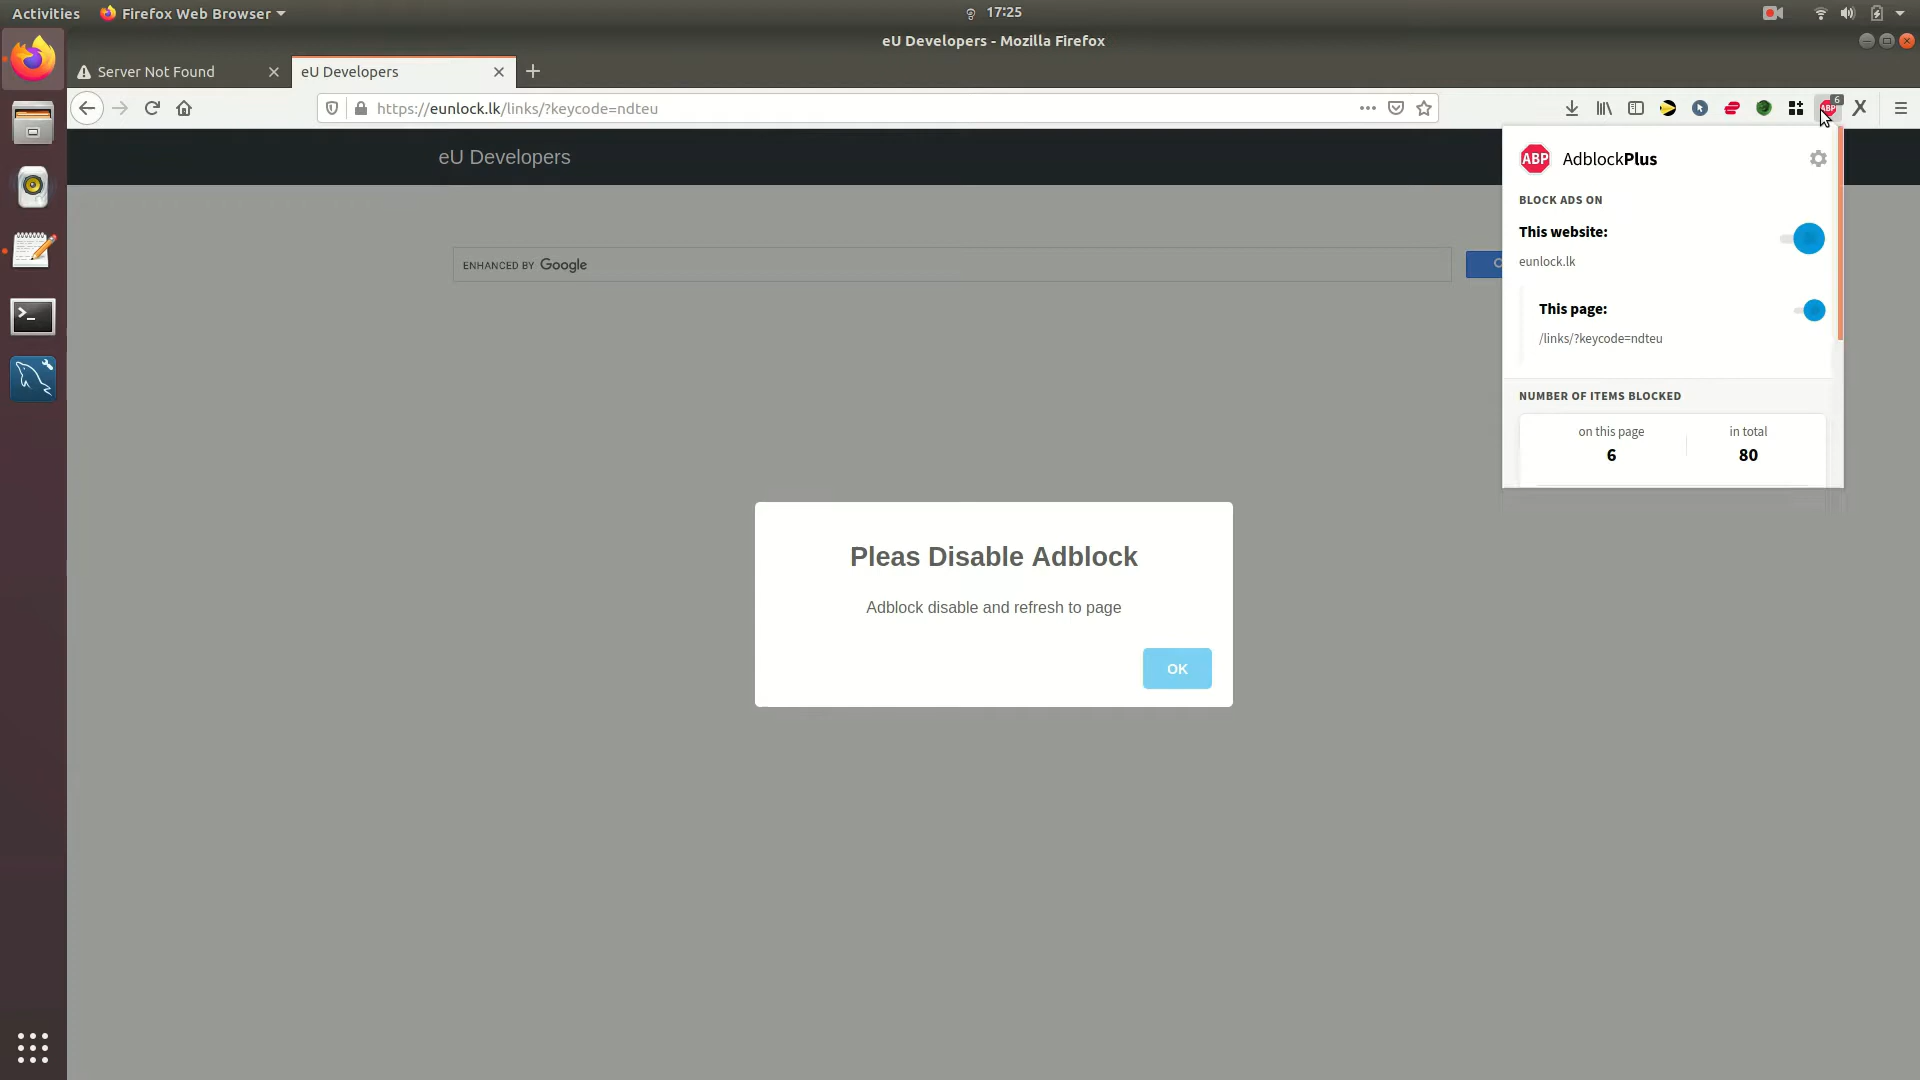 Activities
Firefox Web Browser
17:25
eU Developers - Mozilla Firefox
Server Not Found
eU Developers
https://eunlock.lk/links/?keycode=ndteu
6
ABP
eU Developers
ENHANCED BY Google
ABP
AdblockPlus
BLOCK ADS ON
This website:
eunlock.lk
This page:
/links/?keycode=ndteu
NUMBER OF ITEMS BLOCKED
on this page
in total
6
80
Pleas Disable Adblock
Adblock disable and refresh to page
OK